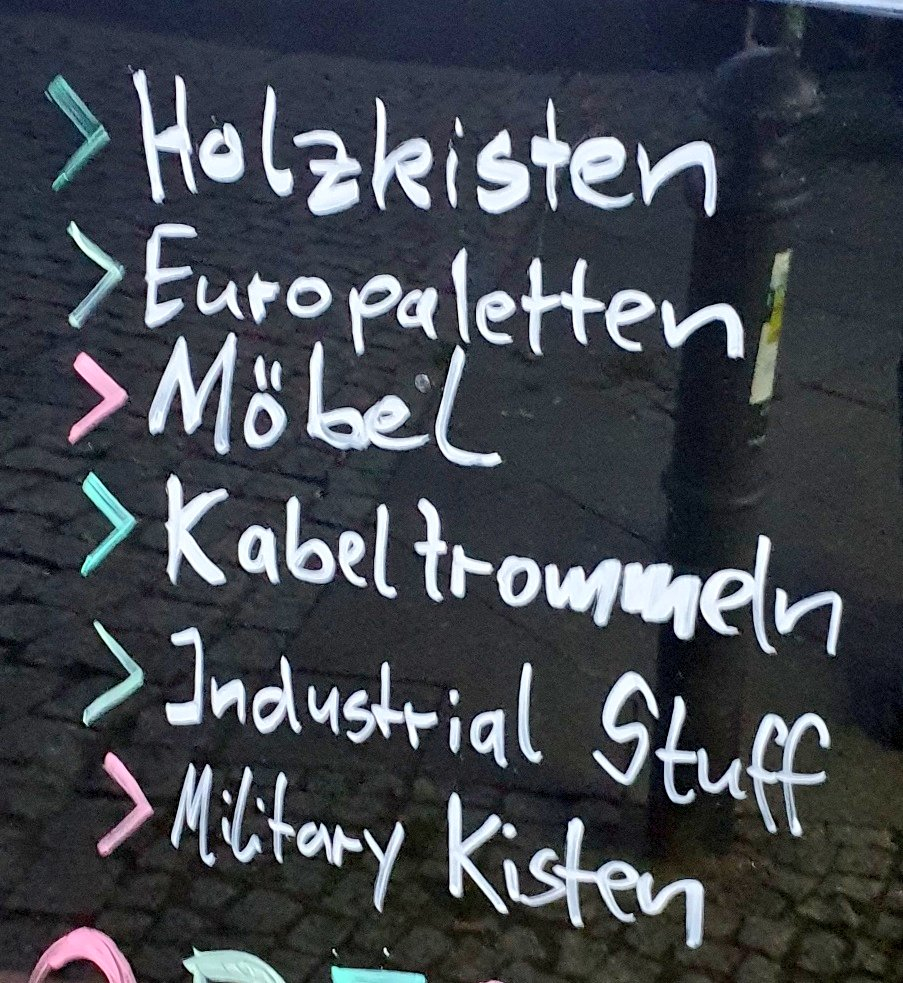 > Holzkisten
> Europaletten
> Möbel
> Kabeltrommeln
> Industrial Stuff
> Military Kisten